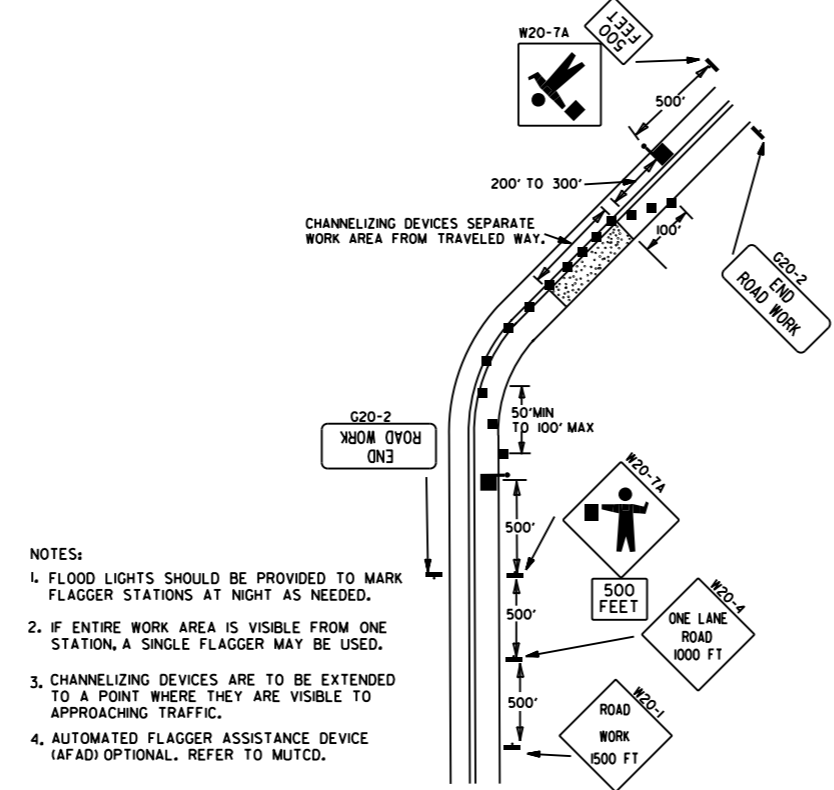 W20-7A
500
FEET
500'
200' TO 300'
CHANNELIZING DEVICES SEPARATE
WORK AREA FROM TRAVELED WAY.
100'
G20-2
END
ROAD WORK
G20-2
END
ROAD WORK
50'MIN
TO 100' MAX
W20-7A
500'
500
FEET
500'
W20-4
ONE LANE
ROAD
1000 FT
500'
W20-1
ROAD
WORK
1500 FT
NOTES:
1. FLOOD LIGHTS SHOULD BE PROVIDED TO MARK
FLAGGER STATIONS AT NIGHT AS NEEDED.
2. IF ENTIRE WORK AREA IS VISIBLE FROM ONE
STATION, A SINGLE FLAGGER MAY BE USED.
3. CHANNELIZING DEVICES ARE TO BE EXTENDED
TO A POINT WHERE THEY ARE VISIBLE TO
APPROACHING TRAFFIC.
4. AUTOMATED FLAGGER ASSISTANCE DEVICE
(AFAD) OPTIONAL. REFER TO MUTCD.